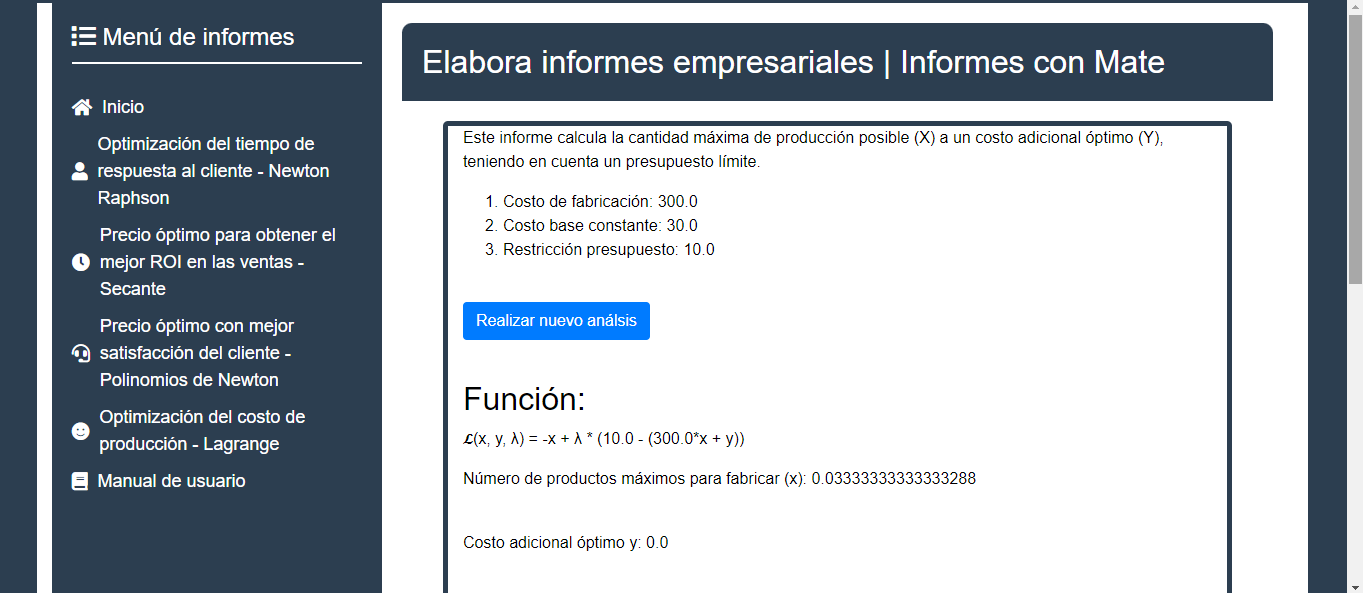 Menú de informes
Inicio
Optimización del tiempo de
respuesta al cliente - Newton
Raphson
Precio óptimo para obtener el
mejor ROI en las ventas -
Secante
Precio óptimo con mejor
satisfacción del cliente -
Polinomios de Newton
Optimización del costo de
producción - Lagrange
Manual de usuario
Elabora informes empresariales | Informes con Mate
Este informe calcula la cantidad máxima de producción posible (X) a un costo adicional óptimo (Y),
teniendo en cuenta un presupuesto límite.
1. Costo de fabricación: 300.0
2. Costo base constante: 30.0
3. Restricción presupuesto: 10.0
Realizar nuevo análsis
Función:
ℒ(x, y, λ) = -x + λ * (10.0 - (300.0*x + y))
Número de productos máximos para fabricar (x): 0.03333333333333288
Costo adicional óptimo y: 0.0